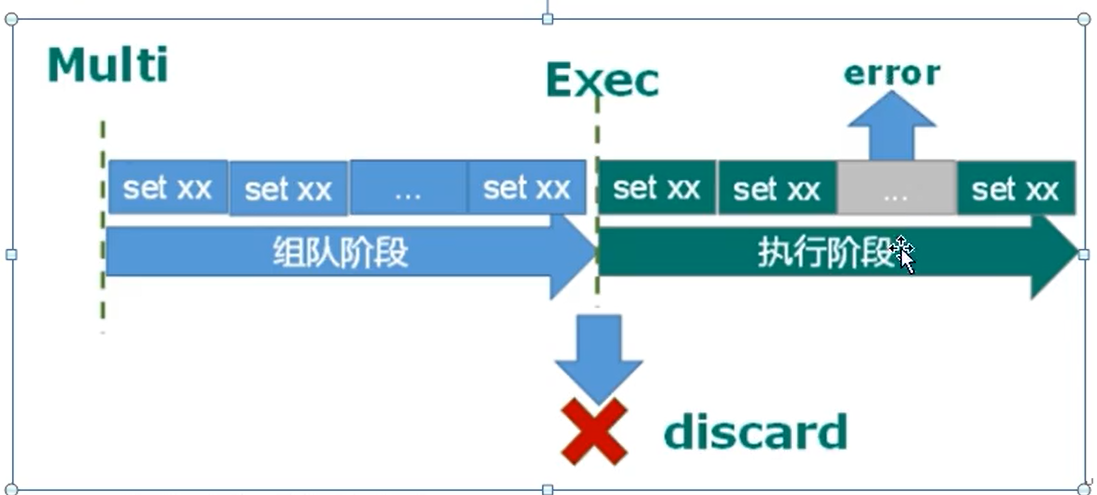 Multi
Exec
error
set xx
set xx
...
set xx
set xx
set xx
...
set xx
组队阶段
执行阶段
discard